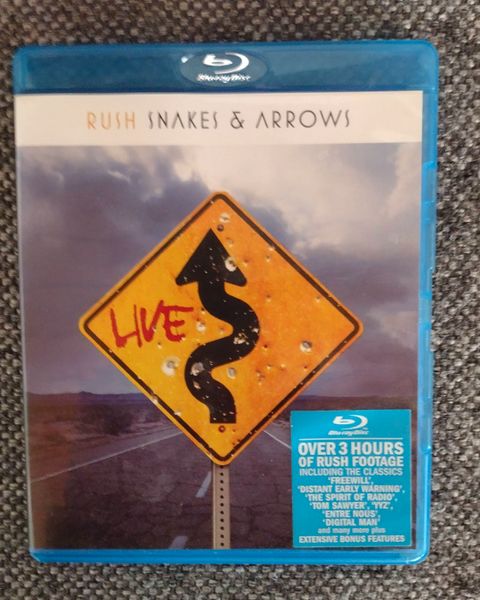 Blu-ray Disc
RUSH SNAKES & ARROWS
LIVE
Blu-ray Disc
OVER 3 HOURS
OF RUSH FOOTAGE
INCLUDING THE CLASSICS
'FREEWILL',
'DISTANT EARLY WARNING',
'THE SPIRIT OF RADIO',
'TOM SAWYER', 'YYZ',
'ENTRE NOUS',
'DIGITAL MAN'
and many more plus
EXTENSIVE BONUS FEATURES